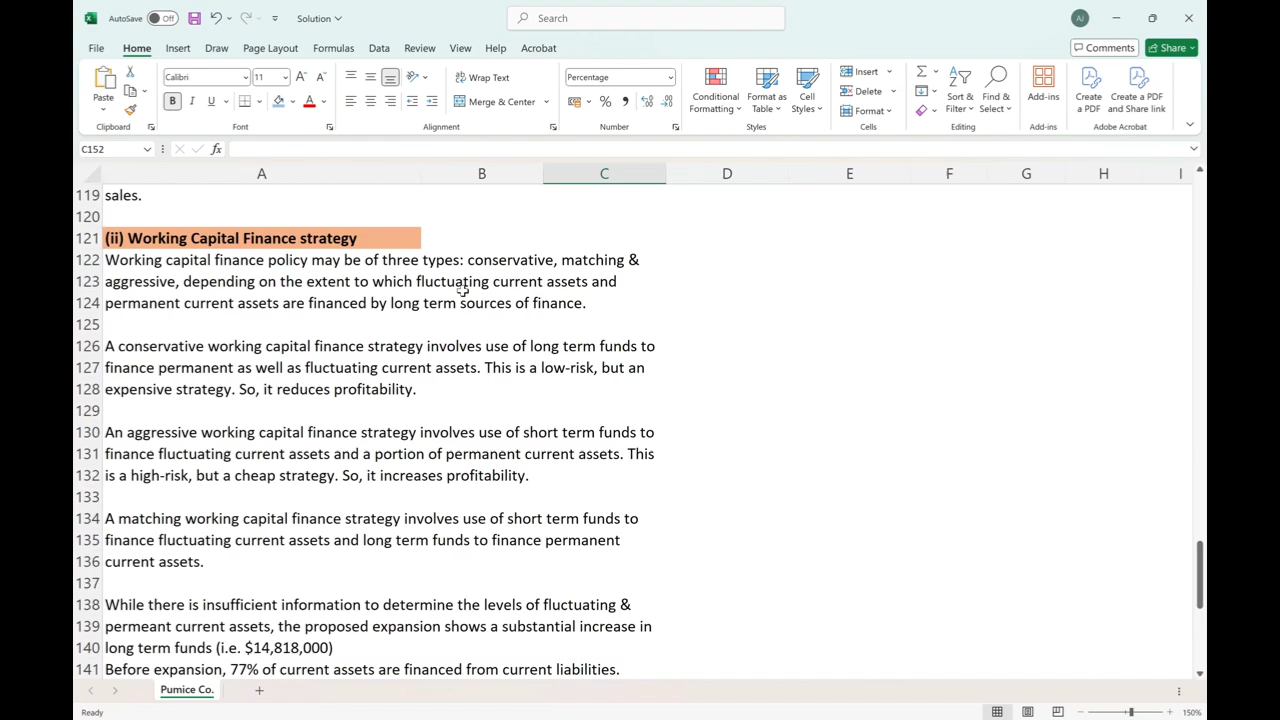 AutoSave Off Solution Search AJ
File Home Insert Draw Page Layout Formulas Data Review View Help Acrobat Comments Share
Paste Calibri 11 Wrap Text Percentage Conditional Formatting Format as Table Cell Styles Insert Sort & Filter Find & Select Add-ins Create a PDF Create a PDF and Share link
B I U Merge & Center Delete
Format
Clipboard Font Alignment Number Styles Cells Editing Add-ins Adobe Acrobat
C152 fx
A B C D E F G H I
119 sales.
120
121 (ii) Working Capital Finance strategy
122 Working capital finance policy may be of three types: conservative, matching &
123 aggressive, depending on the extent to which fluctuating current assets and
124 permanent current assets are financed by long term sources of finance.
125
126 A conservative working capital finance strategy involves use of long term funds to
127 finance permanent as well as fluctuating current assets. This is a low-risk, but an
128 expensive strategy. So, it reduces profitability.
129
130 An aggressive working capital finance strategy involves use of short term funds to
131 finance fluctuating current assets and a portion of permanent current assets. This
132 is a high-risk, but a cheap strategy. So, it increases profitability.
133
134 A matching working capital finance strategy involves use of short term funds to
135 finance fluctuating current assets and long term funds to finance permanent
136 current assets.
137
138 While there is insufficient information to determine the levels of fluctuating &
139 permeant current assets, the proposed expansion shows a substantial increase in
140 long term funds (i.e. $14,818,000)
141 Before expansion, 77% of current assets are financed from current liabilities.
Pumice Co.
Ready 150%